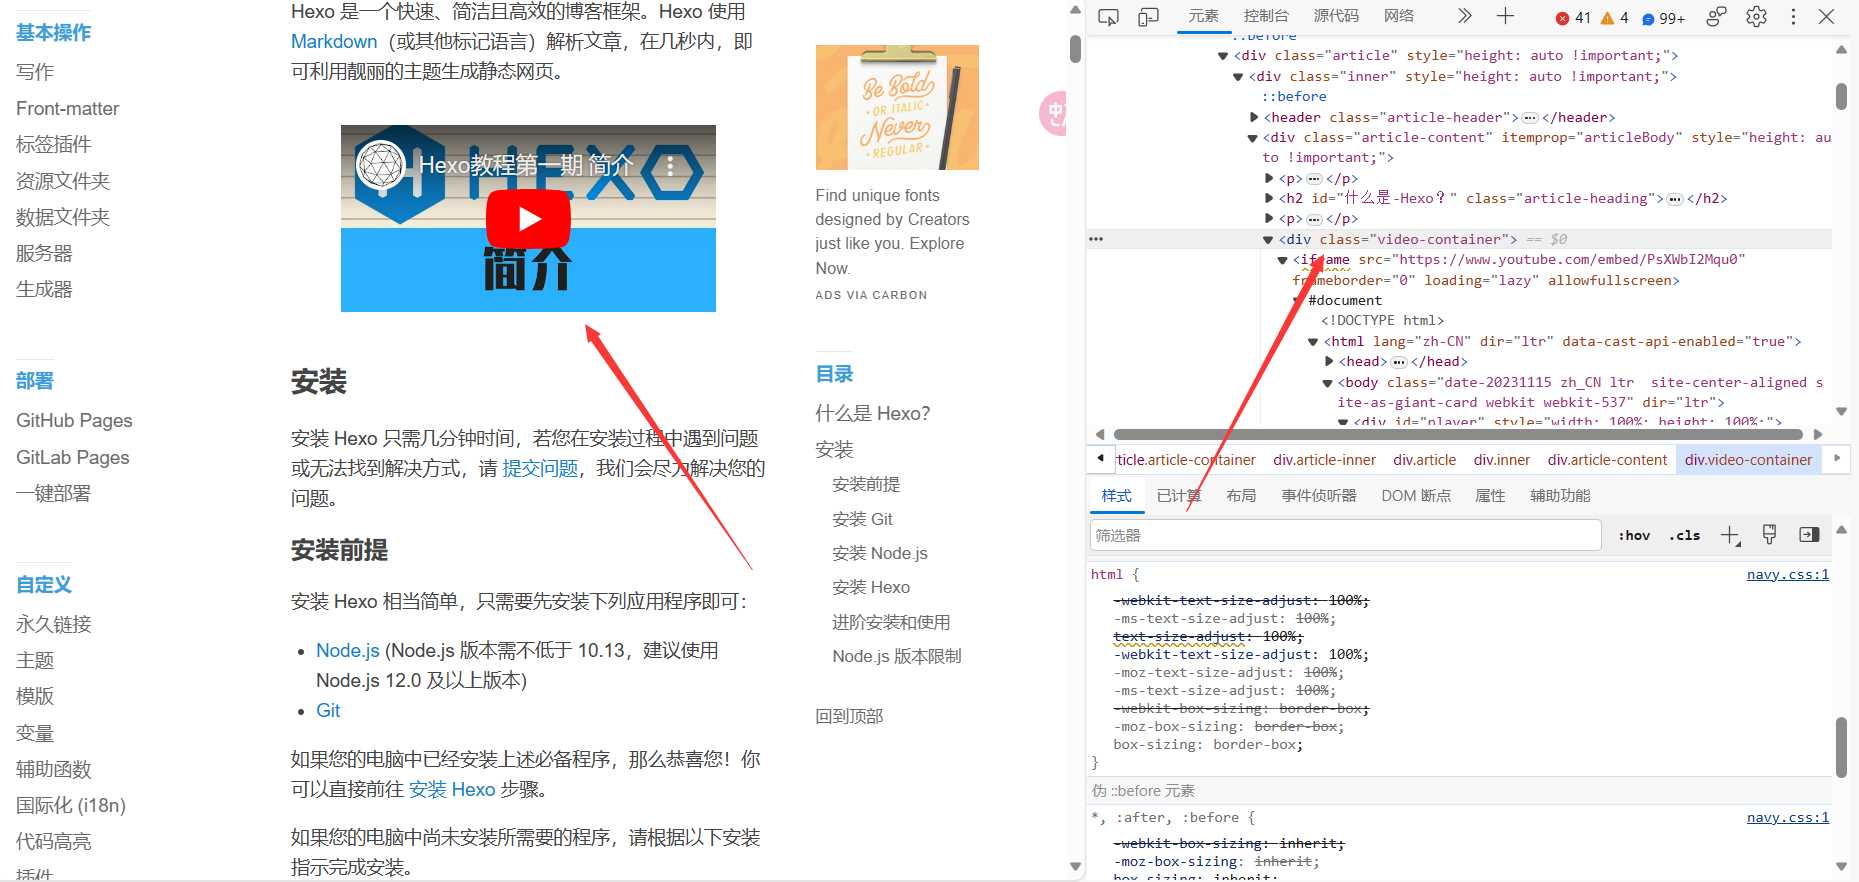 基本操作
写作
Front-matter
标签插件
资源文件夹
数据文件夹
服务器
生成器
部署
GitHub Pages
GitLab Pages
一键部署
自定义
永久链接
主题
模版
变量
辅助函数
国际化 (i18n)
代码高亮
插件
Hexo 是一个快速、简洁且高效的博客框架。Hexo 使用
Markdown（或其他标记语言）解析文章，在几秒内，即
可利用靓丽的主题生成静态网页。
HEXO
Hexo教程第一期 简介
简介
安装
安装 Hexo 只需几分钟时间，若您在安装过程中遇到问题
或无法找到解决方式，请 提交问题，我们会尽力解决您的
问题。
安装前提
安装 Hexo 相当简单，只需要先安装下列应用程序即可：
Node.js (Node.js 版本需不低于 10.13，建议使用
Node.js 12.0 及以上版本)
Git
如果您的电脑中已经安装上述必备程序，那么恭喜您！你
可以直接前往 安装 Hexo 步骤。
如果您的电脑中尚未安装所需要的程序，请根据以下安装
指示完成安装。
Be Bold
OR ITALIC
Never
REGULAR
Find unique fonts
designed by Creators
just like you. Explore
Now.
ADS VIA CARBON
目录
什么是 Hexo？
安装
安装前提
安装 Git
安装 Node.js
安装 Hexo
进阶安装和使用
Node.js 版本限制
回到顶部
中
元素 控制台 源代码 网络 41 4 99+
::before
<div class="article" style="height: auto !important;">
<div class="inner" style="height: auto !important;">
::before
<header class="article-header">…</header>
<div class="article-content" itemprop="articleBody" style="height: au
to !important;">
<p>…</p>
<h2 id="什么是-Hexo？" class="article-heading">…</h2>
<p>…</p>
<div class="video-container"> == $0
<iframe src="https://www.youtube.com/embed/PsXWbI2Mqu0"
frameborder="0" loading="lazy" allowfullscreen>
#document
<!DOCTYPE html>
<html lang="zh-CN" dir="ltr" data-cast-api-enabled="true">
<head>…</head>
<body class="date-20231115 zh_CN ltr  site-center-aligned s
ite-as-giant-card webkit webkit-537" dir="ltr">
<div id="player" style="width: 100%; height: 100%;">
rticle.article-container div.article-inner div.article div.inner div.article-content div.video-container
样式 已计算 布局 事件侦听器 DOM 断点 属性 辅助功能
筛选器 :hov .cls
html { navy.css:1
-webkit-text-size-adjust: 100%;
-ms-text-size-adjust: 100%;
text-size-adjust: 100%;
-webkit-text-size-adjust: 100%;
-moz-text-size-adjust: 100%;
-ms-text-size-adjust: 100%;
-webkit-box-sizing: border-box;
-moz-box-sizing: border-box;
box-sizing: border-box;
}
伪 ::before 元素
*, :after, :before { navy.css:1
-webkit-box-sizing: inherit;
-moz-box-sizing: inherit;
box-sizing: inherit;